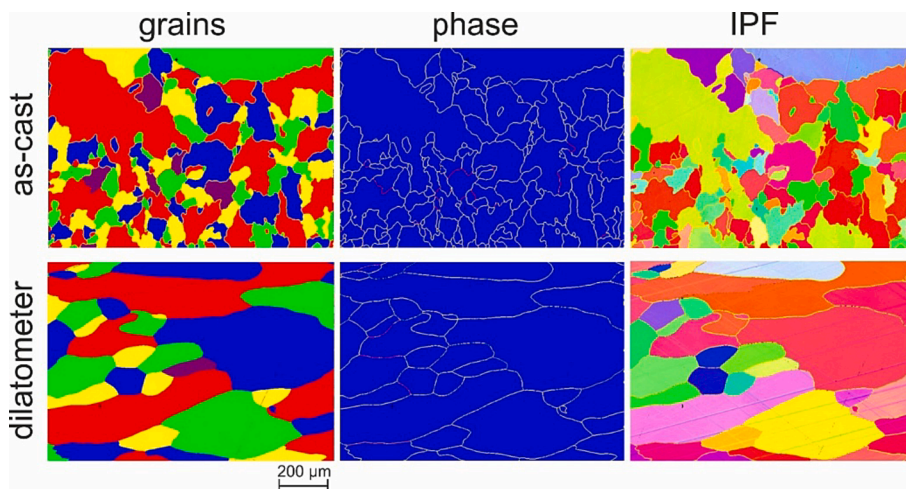 grains
phase
IPF
as-cast
dilatometer
200 µm